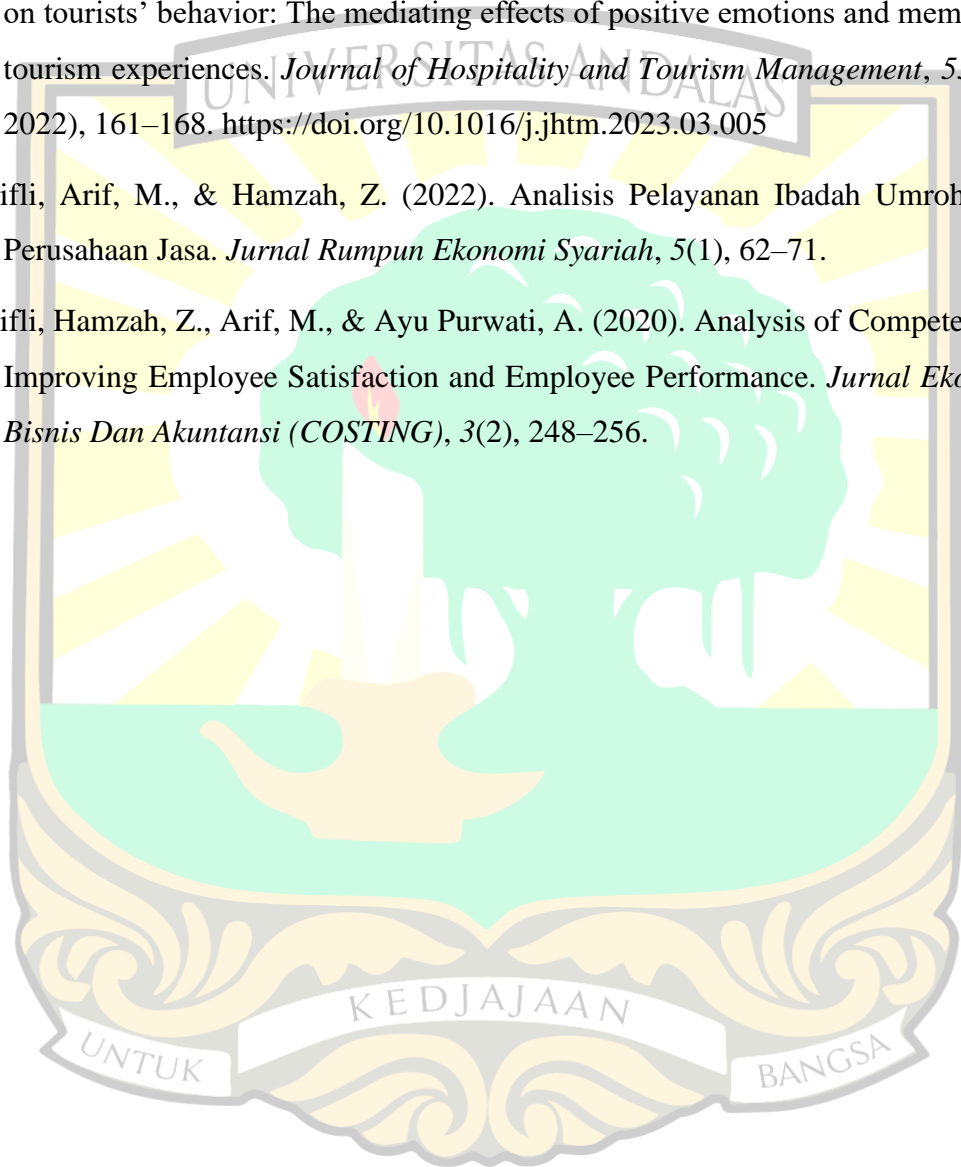 on tourists’ behavior: The mediating effects of positive emotions and mem
tourism experiences. Journal of Hospitality and Tourism Management, 5
2022), 161–168. https://doi.org/10.1016/j.jhtm.2023.03.005
ifli, Arif, M., & Hamzah, Z. (2022). Analisis Pelayanan Ibadah Umroh
Perusahaan Jasa. Jurnal Rumpun Ekonomi Syariah, 5(1), 62–71.
ifli, Hamzah, Z., Arif, M., & Ayu Purwati, A. (2020). Analysis of Compete
Improving Employee Satisfaction and Employee Performance. Jurnal Eko
Bisnis Dan Akuntansi (COSTING), 3(2), 248–256.
UNIVERSITAS ANDALAS
KEDJAJAAN
UNTUK BANGSA